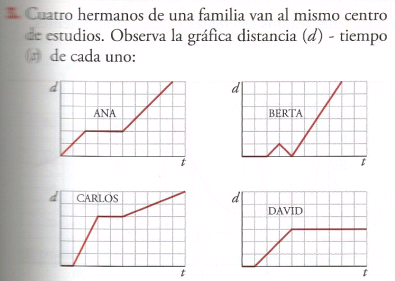 Cuatro hermanos de una familia van al mismo centro
de estudios. Observa la gráfica distancia (d) - tiempo
(s) de cada uno:
d
ANA
t
d
BERTA
t
d
CARLOS
t
d
DAVID
t